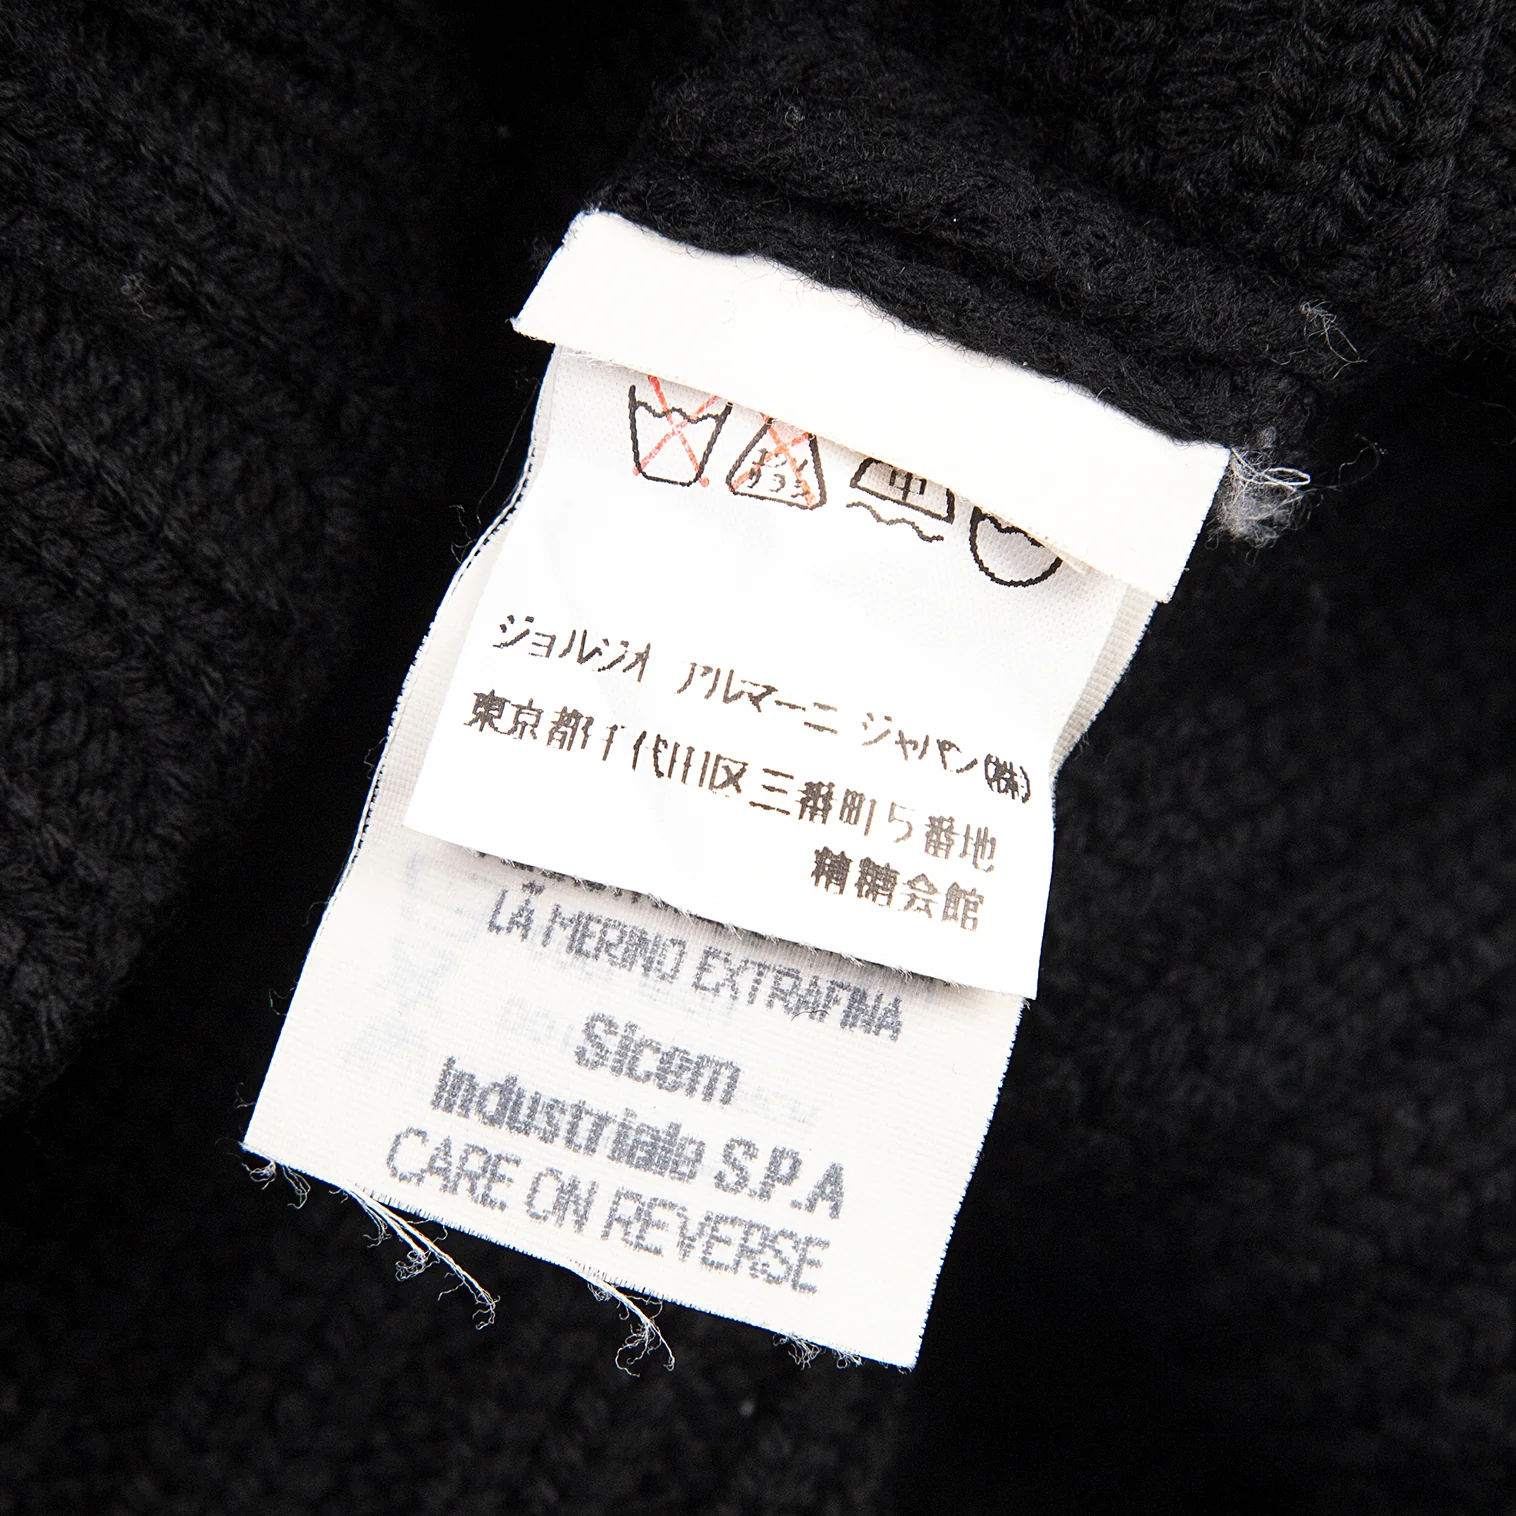 ジョルジオ アルマーニ ジャパン(株)
東京都千代田区三番町5番地
精糖会館
LÃ MERINO EXTRAFINA
Sicem
Industriale S.P.A
CARE ON REVERSE